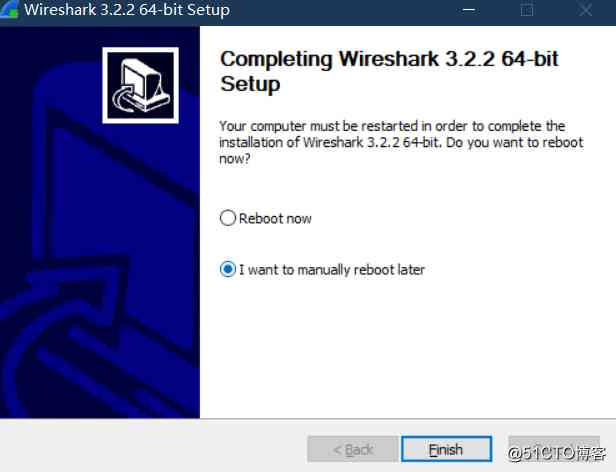 Wireshark 3.2.2 64-bit Setup
Completing Wireshark 3.2.2 64-bit
Setup
Your computer must be restarted in order to complete the
installation of Wireshark 3.2.2 64-bit. Do you want to reboot
now?
Reboot now
I want to manually reboot later
< Back
Finish
@51CTO博客